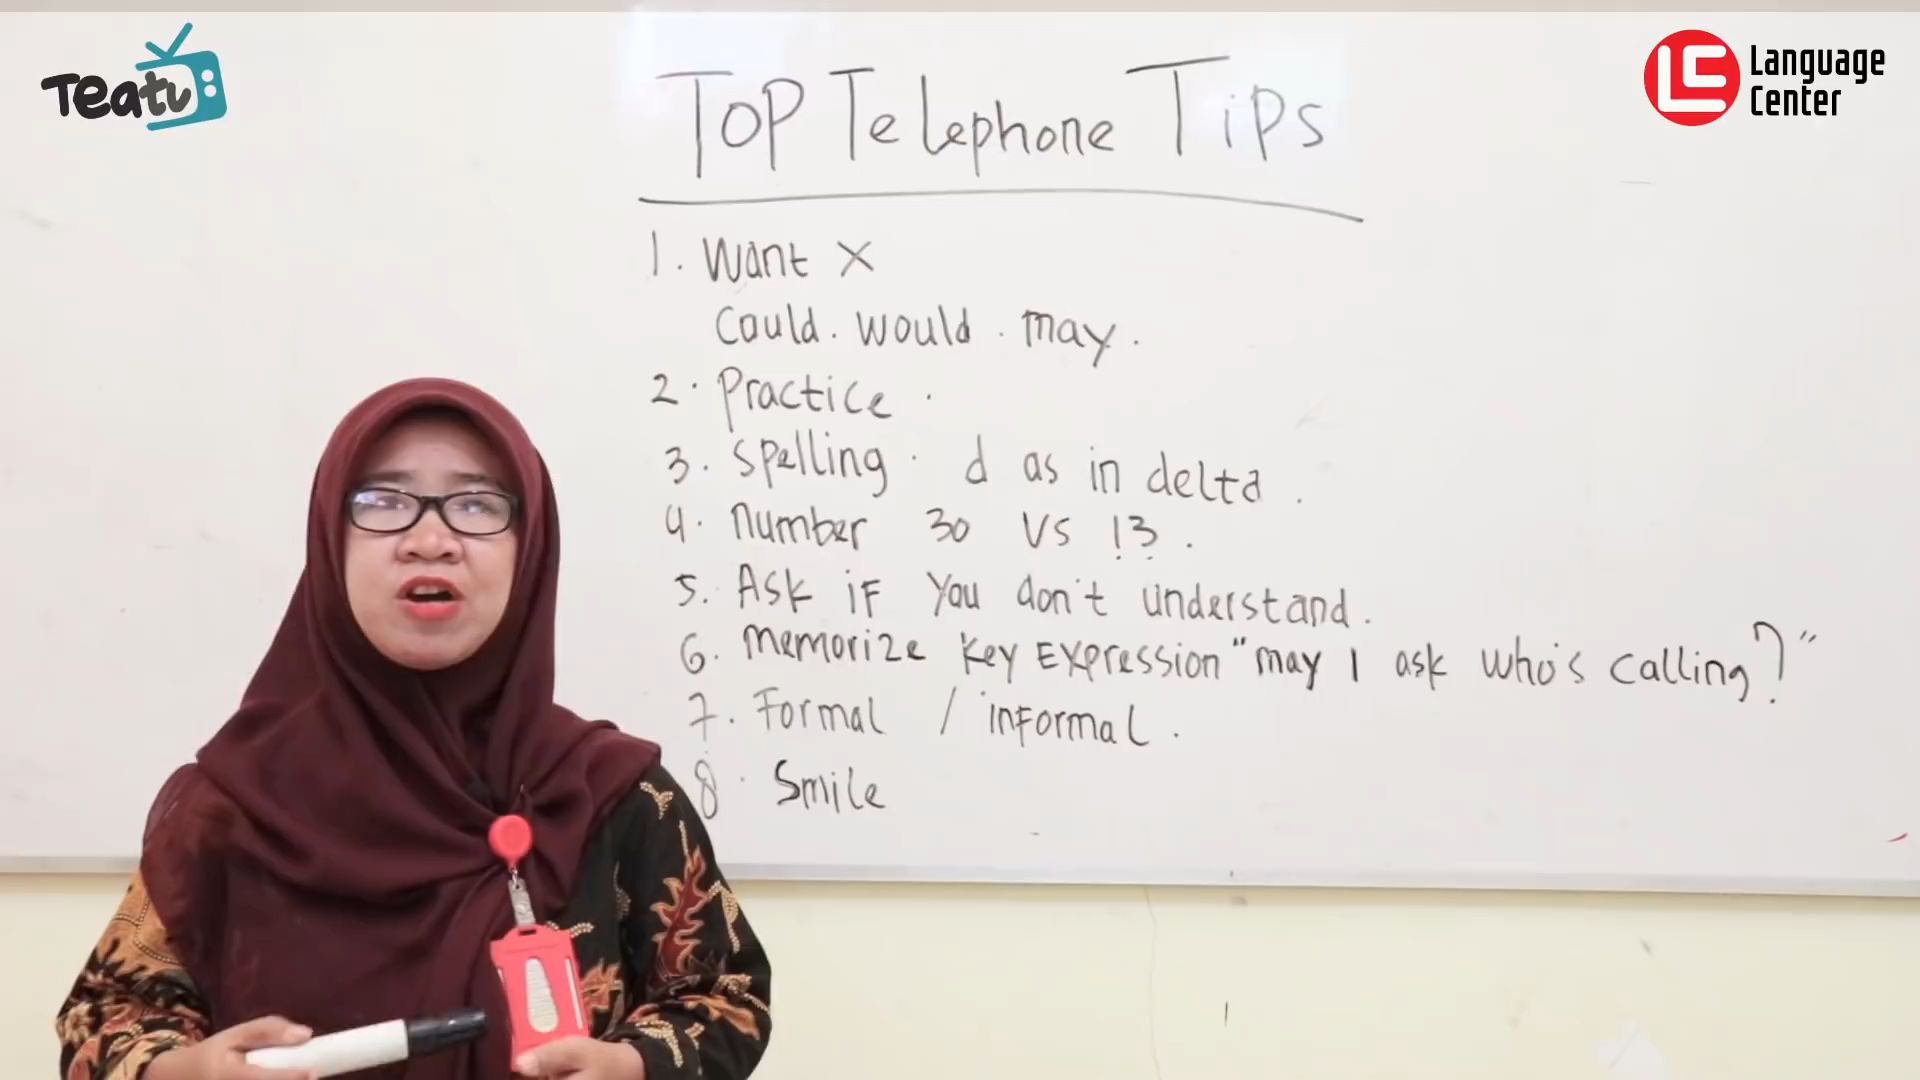 Teatv
LC Language
Center
TOP Telephone Tips
1. Want X
Could. would. may.
2. Practice.
3. Spelling. d as in delta.
4. number 30 VS 13.
5. Ask if you don't understand.
6. Memorize key Expression "may I ask who's calling?"
7. Formal / informal.
8. Smile